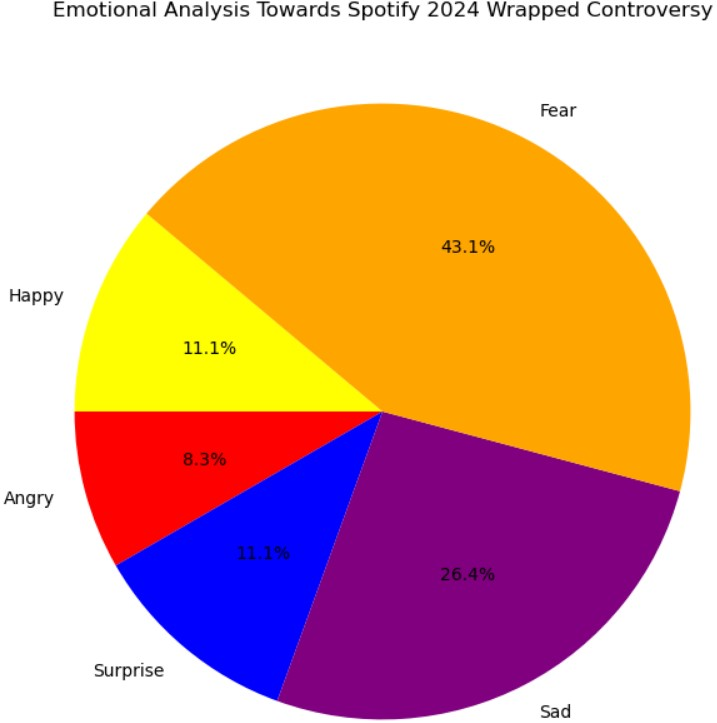 Emotional Analysis Towards Spotify 2024 Wrapped Controversy
Fear
43.1%
Happy
11.1%
8.3%
Angry
11.1%
26.4%
Surprise
Sad